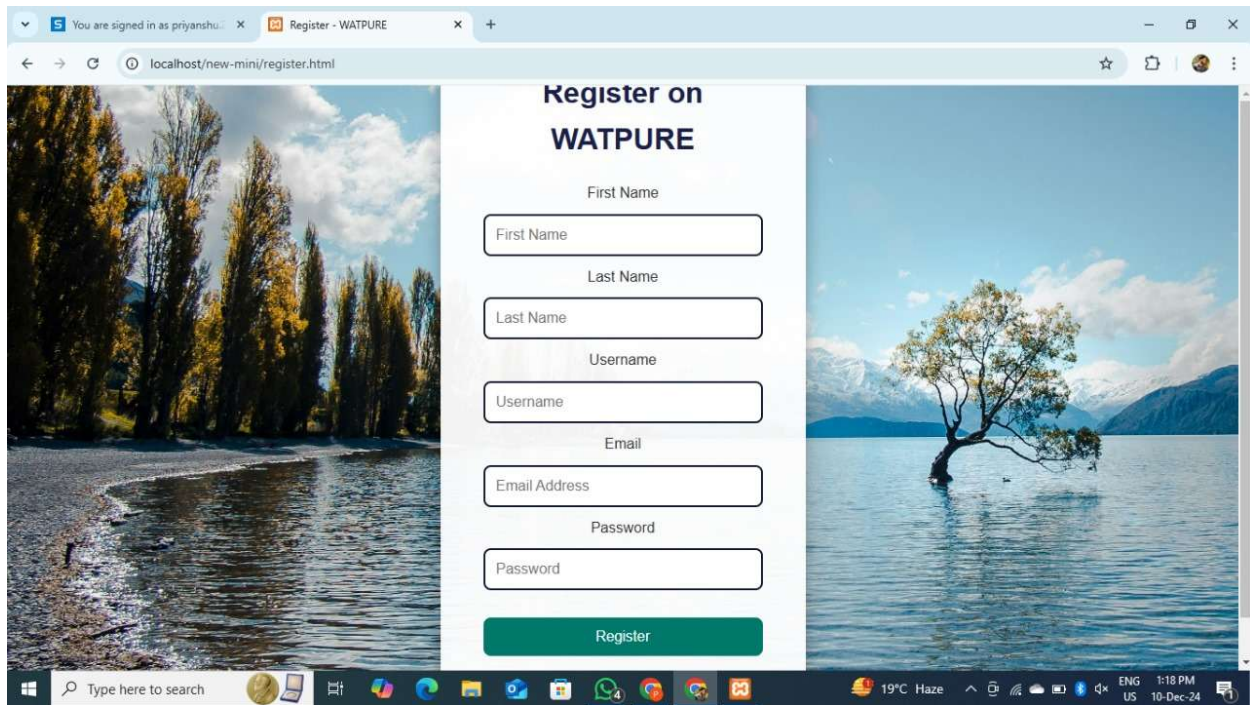 You are signed in as priyanshu.
Register - WATPURE
localhost/new-mini/register.html
Register on
WATPURE
First Name
First Name
Last Name
Last Name
Username
Username
Email
Email Address
Password
Password
Register
Type here to search
4
19°C Haze
ENG 1:18 PM
US 10-Dec-24
1